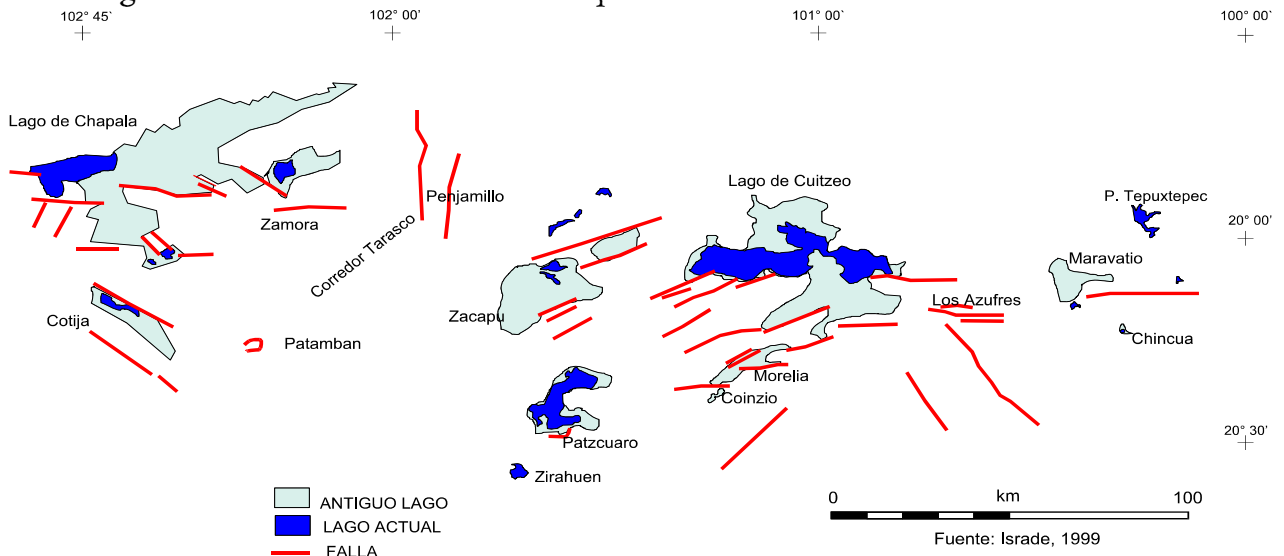 102° 45`
102° 00`
101° 00`
100° 00`
Lago de Chapala
Zamora
Corredor Tarasco
Penjamillo
Lago de Cuitzeo
P. Tepuxtepec
20° 00`
Maravatio
Los Azufres
Chincua
Cotija
Patamban
Zacapu
Morelia
Coinzio
Patzcuaro
Zirahuen
20° 30`
ANTIGUO LAGO
LAGO ACTUAL
FALLA
0 km 100
Fuente: Israde, 1999